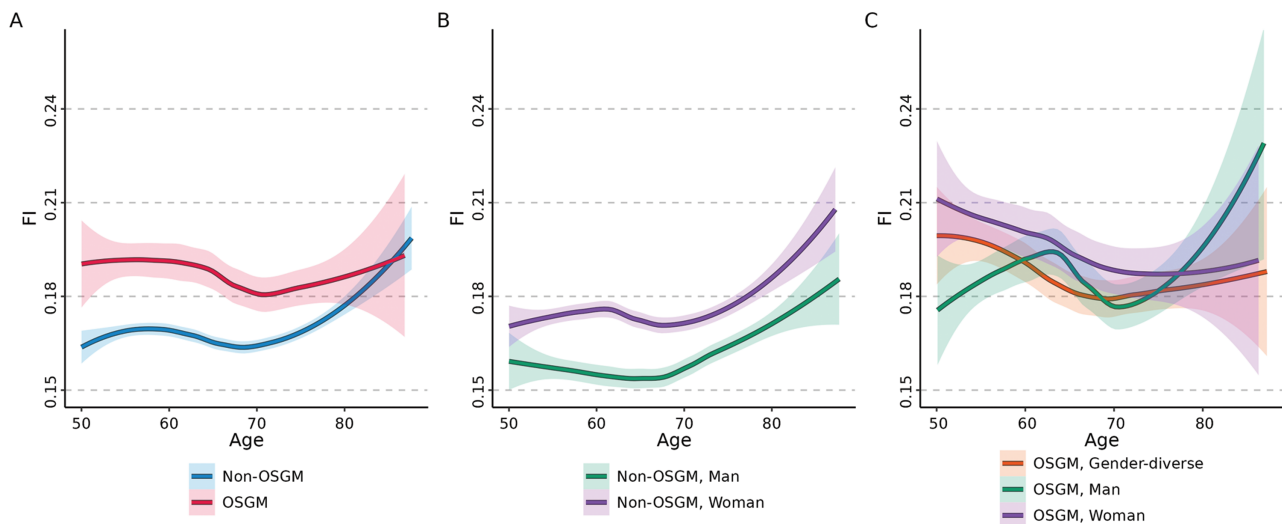 A
FI
0.24
0.21
0.18
0.15
50
60
70
80
Age
Non-OSGM
OSGM
B
FI
0.24
0.21
0.18
0.15
50
60
70
80
Age
Non-OSGM, Man
Non-OSGM, Woman
C
FI
0.24
0.21
0.18
0.15
50
60
70
80
Age
OSGM, Gender-diverse
OSGM, Man
OSGM, Woman